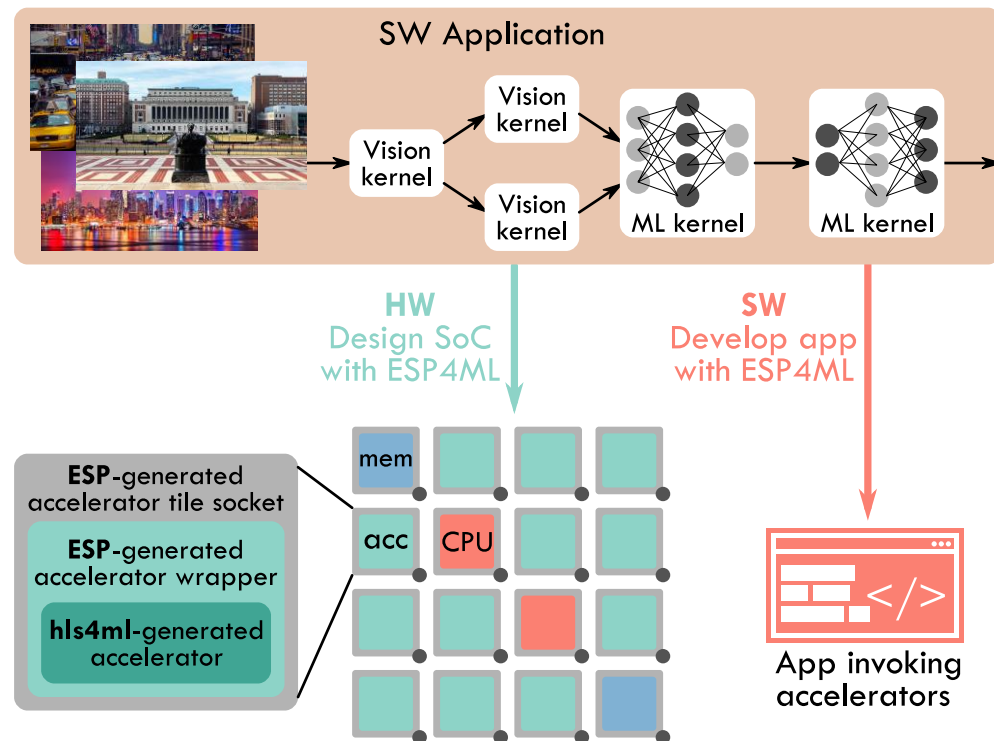 SW Application
Vision
kernel
Vision
kernel
Vision
kernel
ML kernel
ML kernel
HW
Design SoC
with ESP4ML
SW
Develop app
with ESP4ML
ESP-generated
accelerator tile socket
ESP-generated
accelerator wrapper
hls4ml-generated
accelerator
mem
acc
CPU
</>
App invoking
accelerators